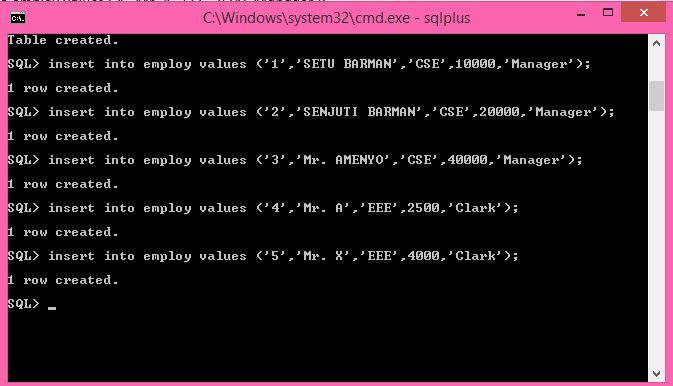 C:\Windows\system32\cmd.exe - sqlplus
Table created.
SQL> insert into employ values ('1','SETU BARMAN','CSE',10000,'Manager');
1 row created.
SQL> insert into employ values ('2','SENJUTI BARMAN','CSE',20000,'Manager');
1 row created.
SQL> insert into employ values ('3','Mr. AMENYO','CSE',40000,'Manager');
1 row created.
SQL> insert into employ values ('4','Mr. A','EEE',2500,'Clark');
1 row created.
SQL> insert into employ values ('5','Mr. X','EEE',4000,'Clark');
1 row created.
SQL> _